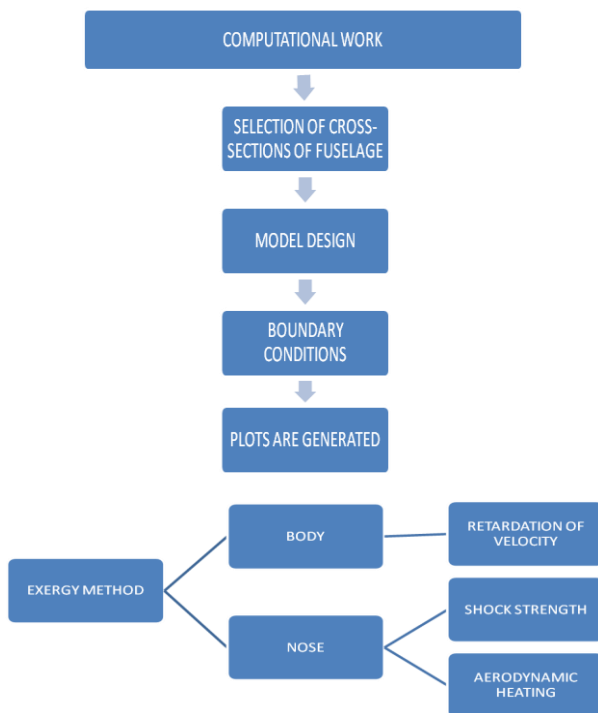 COMPUTATIONAL WORK
SELECTION OF CROSS-
SECTIONS OF FUSELAGE
MODEL DESIGN
BOUNDARY
CONDITIONS
PLOTS ARE GENERATED
EXERGY METHOD
BODY
RETARDATION OF
VELOCITY
NOSE
SHOCK STRENGTH
AERODYNAMIC
HEATING